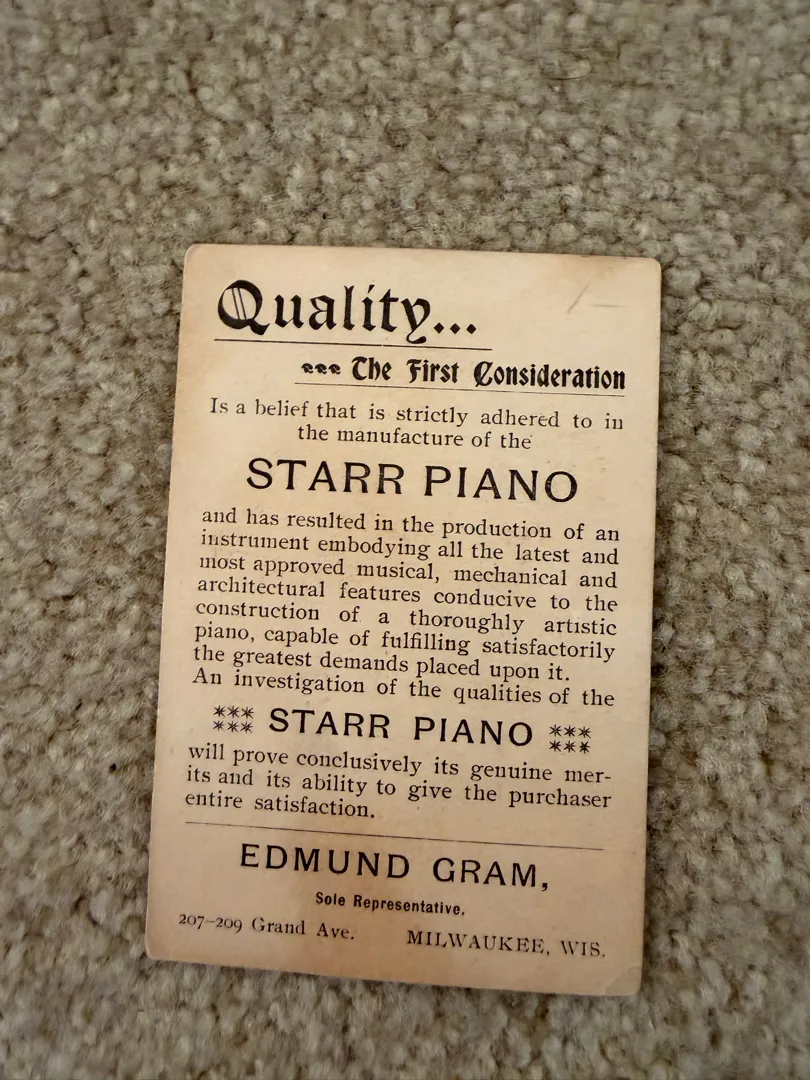 Quality...
The First Consideration
Is a belief that is strictly adhered to in
the manufacture of the
STARR PIANO
and has resulted in the production of an
instrument embodying all the latest and
most approved musical, mechanical and
architectural features conducive to the
construction of a thoroughly artistic
piano, capable of fulfilling satisfactorily
the greatest demands placed upon it.
An investigation of the qualities of the
*** STARR PIANO ***
*** ***
will prove conclusively its genuine mer-
its and its ability to give the purchaser
entire satisfaction.
EDMUND GRAM,
Sole Representative,
207-209 Grand Ave. MILWAUKEE, WIS.